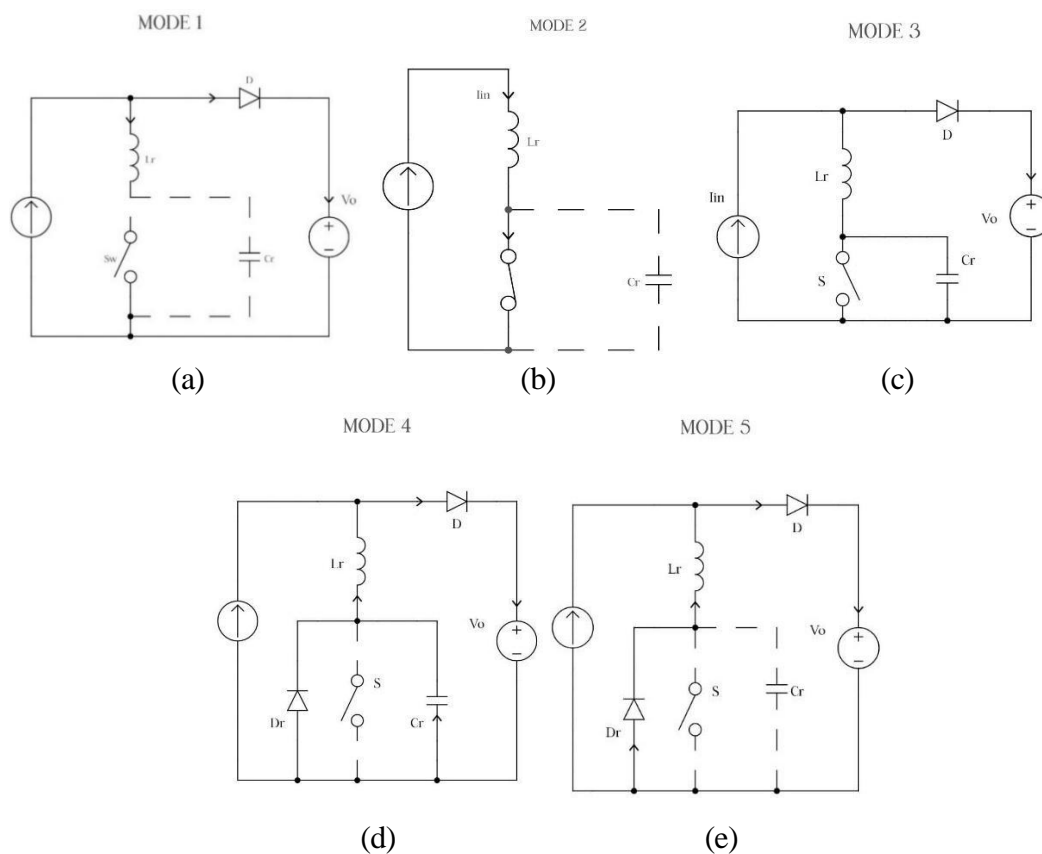 MODE 1
D
Lr
Sw
Cr
Vo
+
−
(a)
MODE 2
Iin
Lr
Cr
(b)
MODE 3
D
Lr
Iin
S
Cr
Vo
+
−
(c)
MODE 4
D
Lr
Dr
S
Cr
Vo
+
−
(d)
MODE 5
D
Lr
Dr
S
Cr
Vo
+
−
(e)